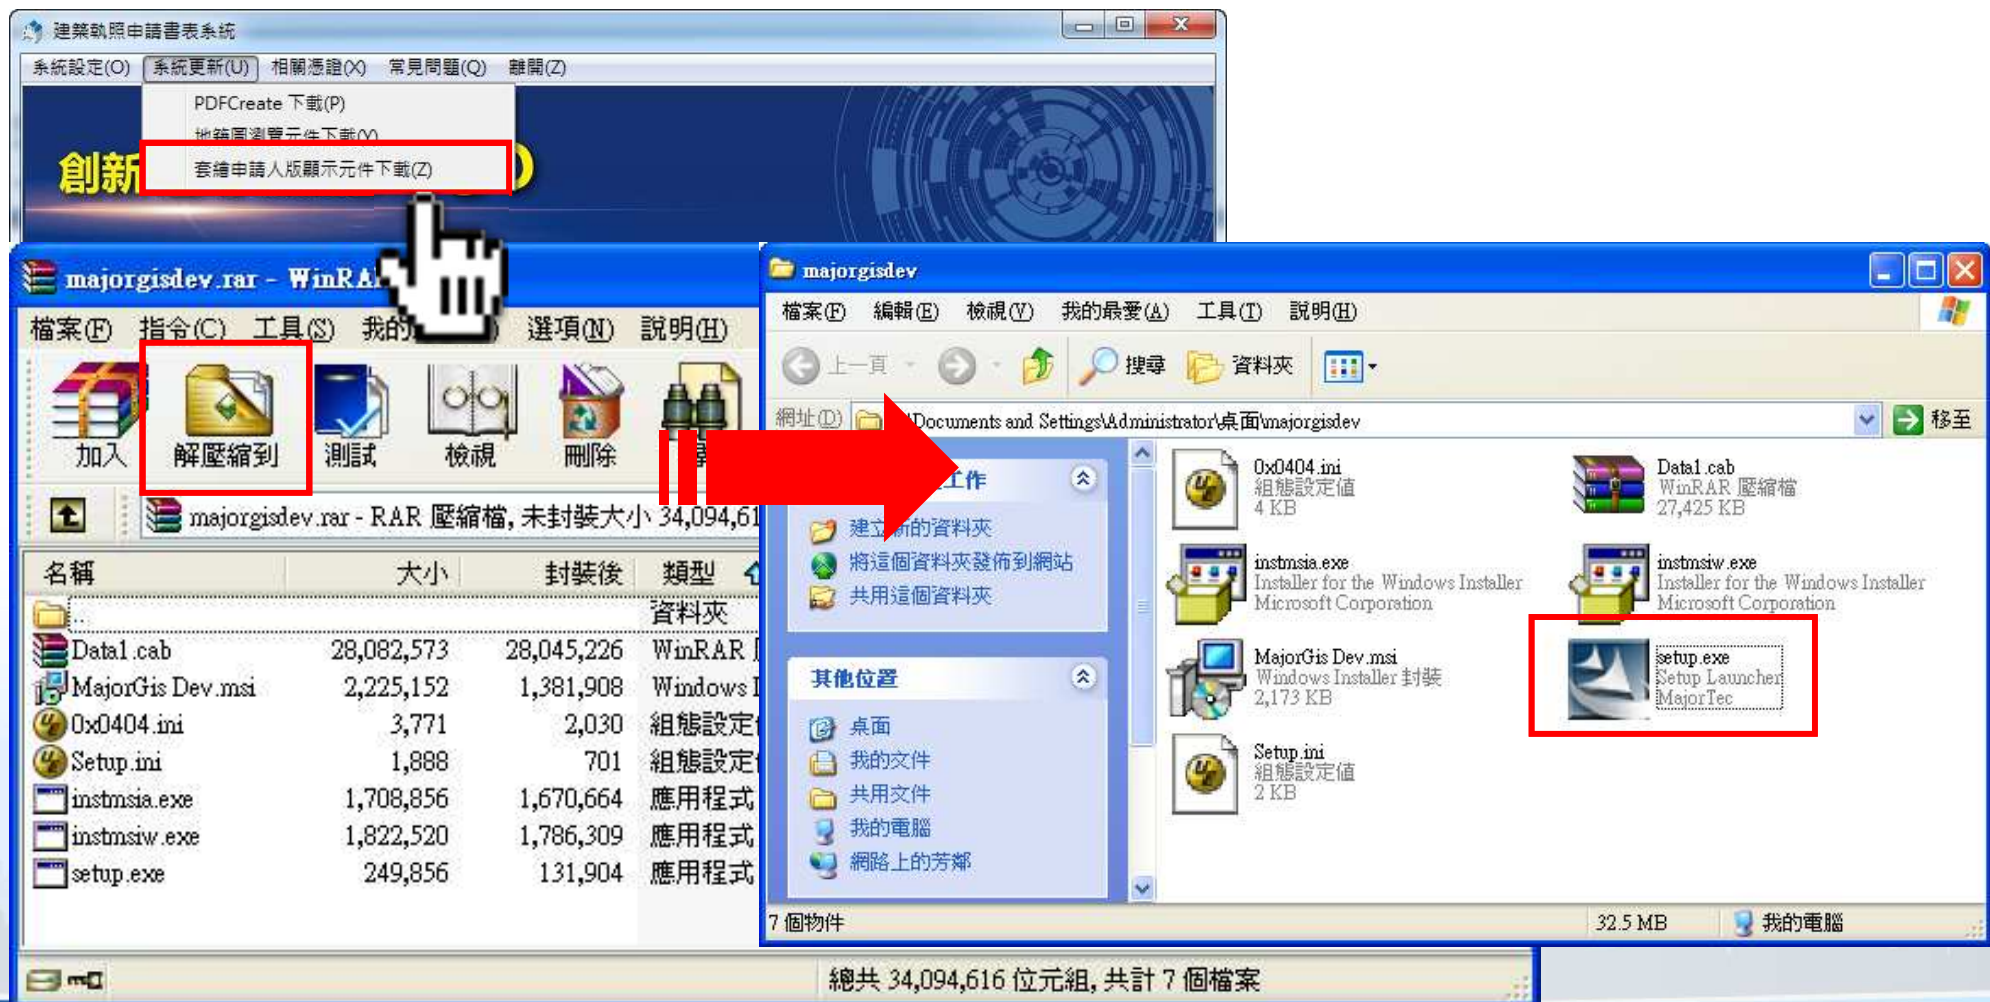 建築執照申請書表系統
系統設定(O) 系統更新(U) 相關憑證(X) 常見問題(Q) 離開(Z)
PDFCreate 下載(P)
地籍圖瀏覽元件下載(Y)
套繪申請人版顯示元件下載(Z)
創新
majorgisdev.rar - WinRA
檔案(F) 指令(C) 工具(S) 我的 選項(N) 說明(H)
加入 解壓縮到 測試 檢視 刪除
majorgisdev.rar - RAR 壓縮檔, 未封裝大小 34,094,61
名稱 大小 封裝後 類型
.. 資料夾
Data1.cab 28,082,573 28,045,226 WinRAR
MajorGis Dev.msi 2,225,152 1,381,908 Windows I
0x0404.ini 3,771 2,030 組態設定
Setup.ini 1,888 701 組態設定
instmsia.exe 1,708,856 1,670,664 應用程式
instmsiw.exe 1,822,520 1,786,309 應用程式
setup.exe 249,856 131,904 應用程式
總共 34,094,616 位元組, 共計 7 個檔案
majorgisdev
檔案(F) 編輯(E) 檢視(V) 我的最愛(A) 工具(T) 說明(H)
上一頁 搜尋 資料夾
網址(D) \Documents and Settings\Administrator\桌面\majorgisdev 移至
工作
建立新的資料夾
將這個資料夾發佈到網站
共用這個資料夾
其他位置
桌面
我的文件
共用文件
我的電腦
網路上的芳鄰
0x0404.ini
組態設定值
4 KB
Data1.cab
WinRAR 壓縮檔
27,425 KB
instmsia.exe
Installer for the Windows Installer
Microsoft Corporation
instmsiw.exe
Installer for the Windows Installer
Microsoft Corporation
MajorGis Dev.msi
Windows Installer 封裝
2,173 KB
setup.exe
Setup Launcher
MajorTec
Setup.ini
組態設定值
2 KB
7 個物件 32.5 MB 我的電腦